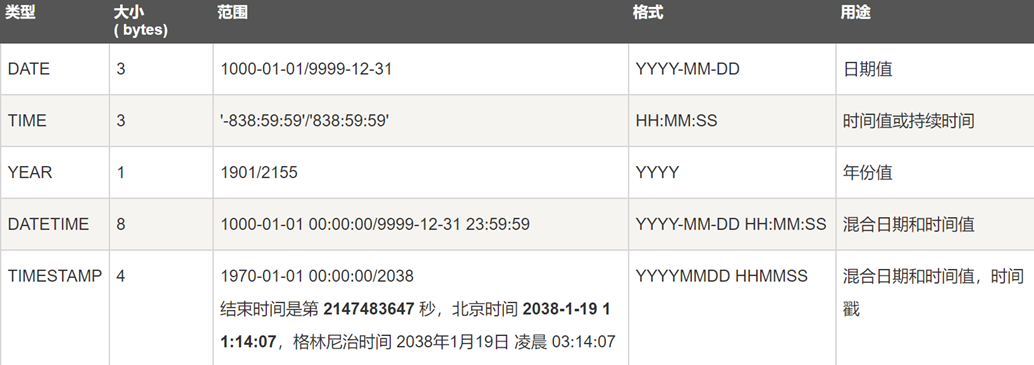 类型 大小 范围 格式 用途
( bytes)
DATE 3 1000-01-01/9999-12-31 YYYY-MM-DD 日期值
TIME 3 '-838:59:59'/'838:59:59' HH:MM:SS 时间值或持续时间
YEAR 1 1901/2155 YYYY 年份值
DATETIME 8 1000-01-01 00:00:00/9999-12-31 23:59:59 YYYY-MM-DD HH:MM:SS 混合日期和时间值
TIMESTAMP 4 1970-01-01 00:00:00/2038 YYYYMMDD HHMMSS 混合日期和时间值，时间
结束时间是第 2147483647 秒，北京时间 2038-1-19 1 戳
1:14:07，格林尼治时间 2038年1月19日 凌晨 03:14:07